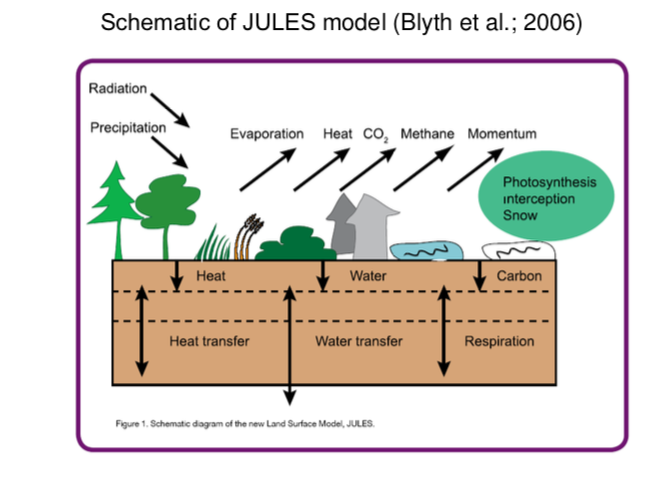 Schematic of JULES model (Blyth et al.; 2006)
Radiation
Precipitation
Evaporation Heat CO₂ Methane Momentum
Photosynthesis
Interception
Snow
Heat Water Carbon
Heat transfer Water transfer Respiration
Figure 1. Schematic diagram of the new Land Surface Model, JULES.